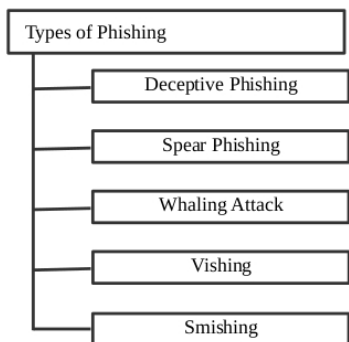 Types of Phishing
Deceptive Phishing
Spear Phishing
Whaling Attack
Vishing
Smishing